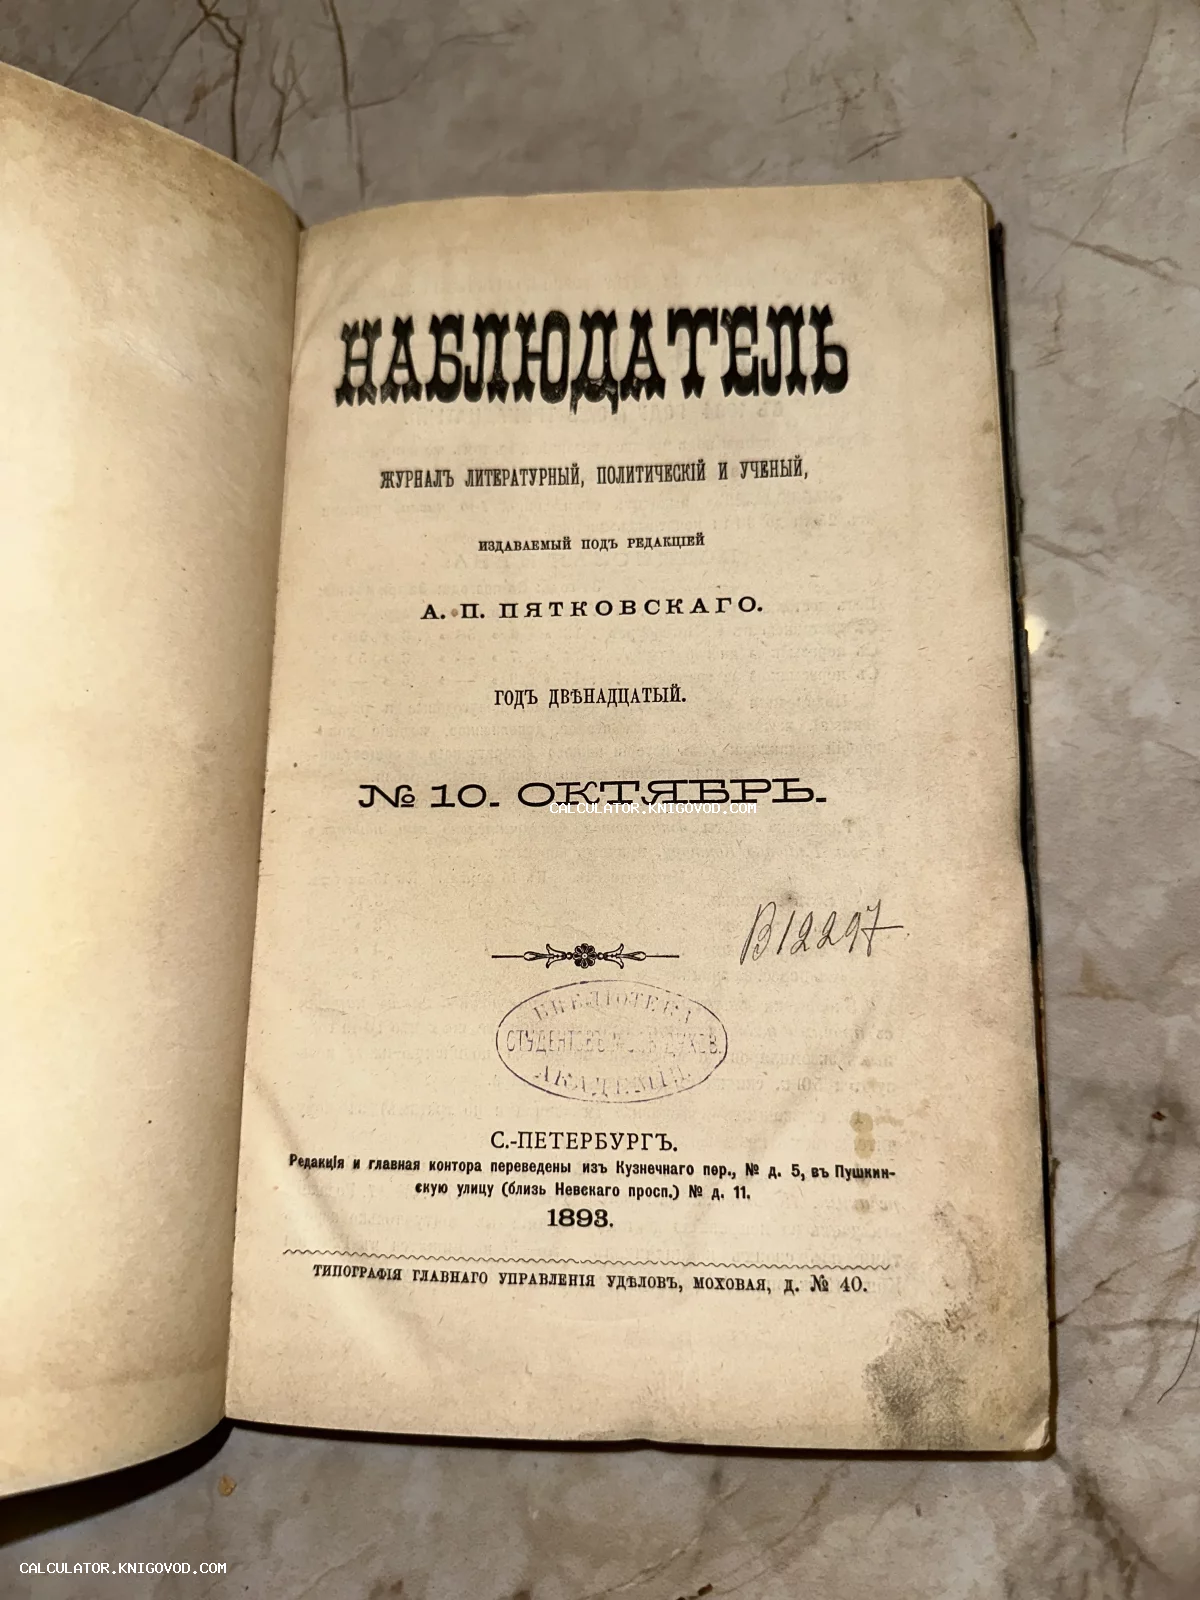 НАБЛЮДАТЕЛЬ
ЖУРНАЛЪ ЛИТЕРАТУРНЫЙ, ПОЛИТИЧЕСКІЙ И УЧЕНЫЙ,
ИЗДАВАЕМЫЙ ПОДЪ РЕДАКЦІЕЙ
А. П. ПЯТКОВСКАГО.
ГОДЪ ДВѢНАДЦАТЫЙ.
№ 10. ОКТЯБРЬ.
CALCULATOR.KNIGOVOD.COM
В12297
БИБЛІОТЕКА
СТУДЕНТОВЪ ДУХОВ.
АКАДЕМІИ
С.-ПЕТЕРБУРГЪ.
Редакція и главная контора переведены изъ Кузнечнаго пер., № д. 5, въ Пушкин-
скую улицу (близь Невскаго просп.) № д. 11.
1893.
ТИПОГРАФІЯ ГЛАВНАГО УПРАВЛЕНІЯ УДѢЛОВЪ, МОХОВАЯ, Д. № 40.
CALCULATOR.KNIGOVOD.COM